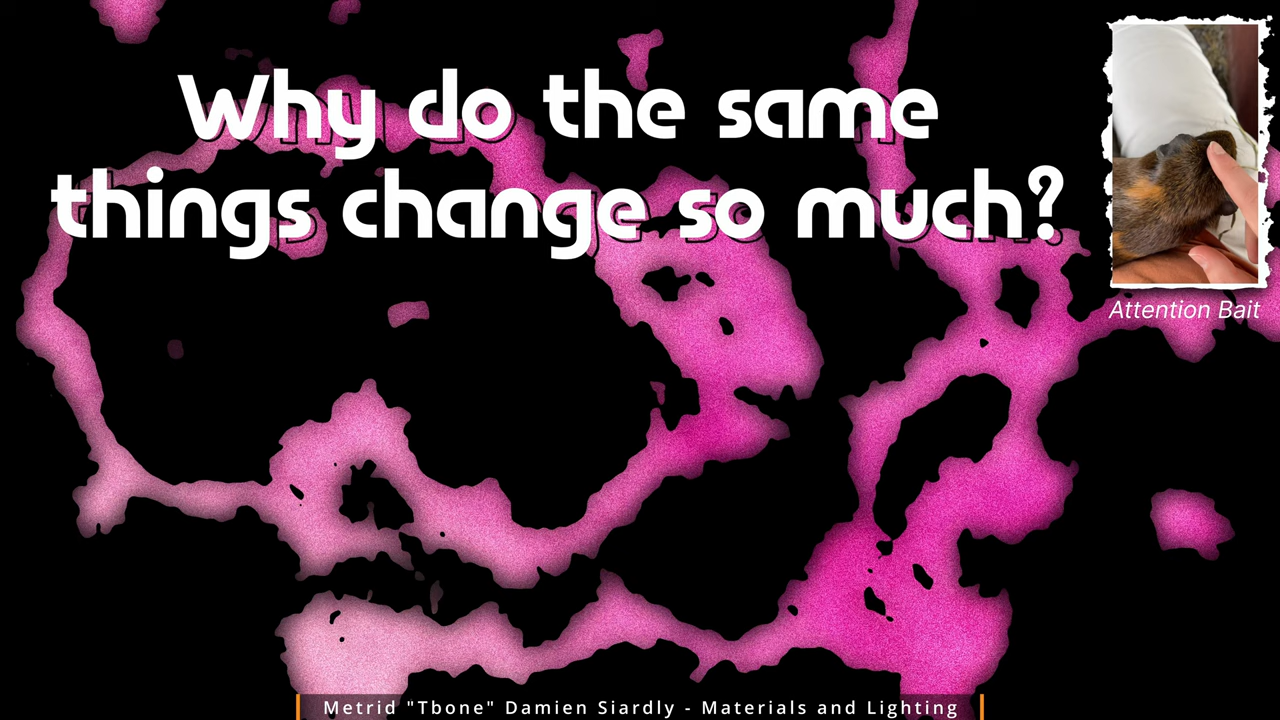 Why do the same
things change so much?
Attention Bait
Metrid "Tbone" Damien Siardly - Materials and Lighting